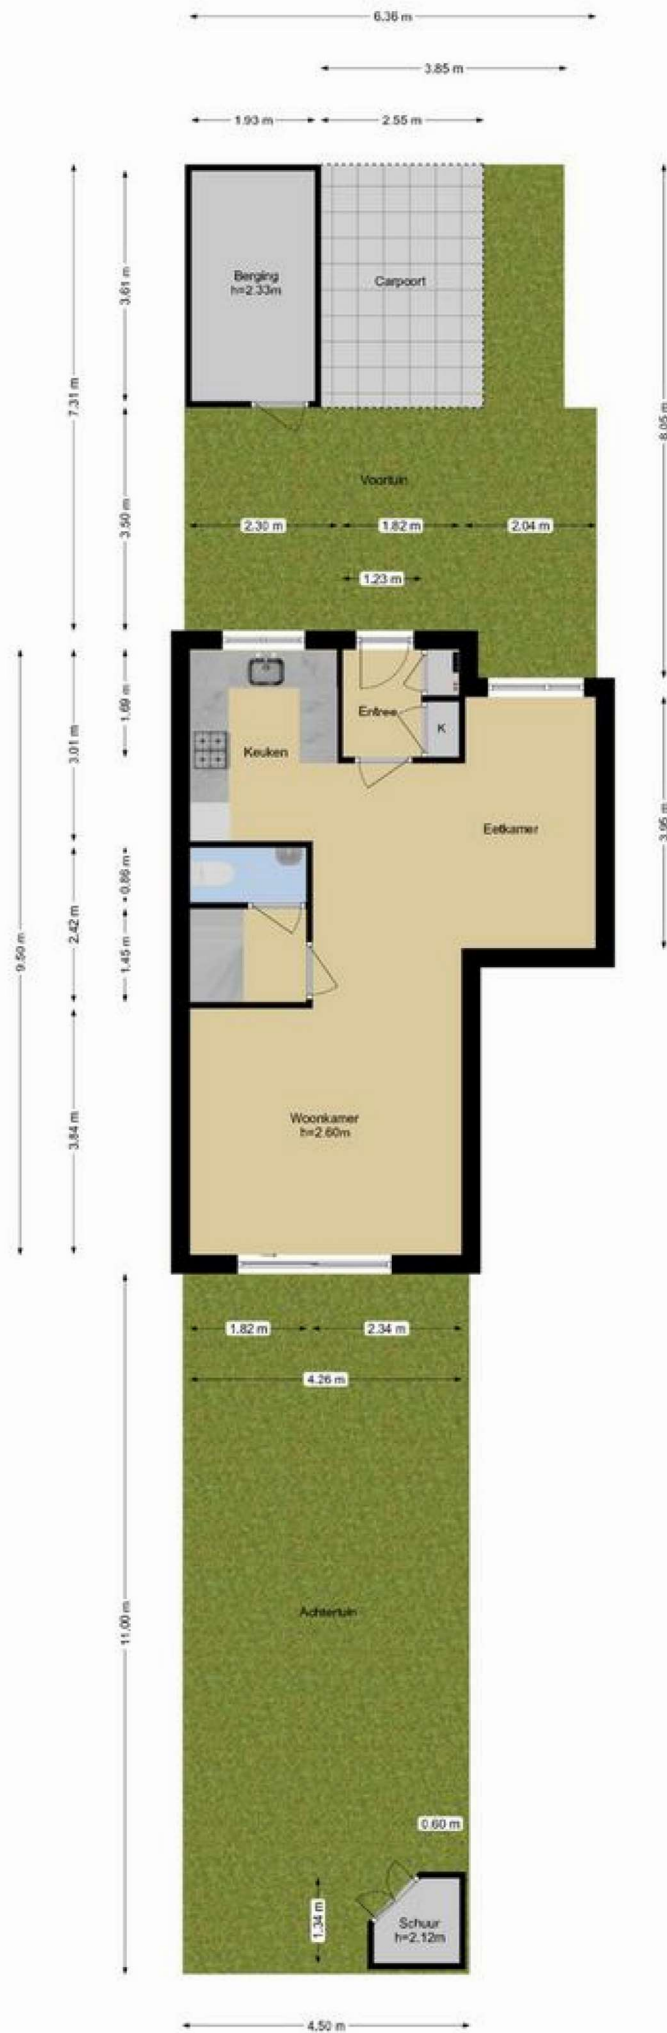 6.36 m
3.85 m
1.93 m
2.55 m
Berging
h=2.33m
Carpoort
3.61 m
7.31 m
8.05 m
Voortuin
3.50 m
2.30 m
1.82 m
2.04 m
1.23 m
Entree
K
Keuken
1.69 m
3.01 m
Eetkamer
3.95 m
0.86 m
2.42 m
1.45 m
9.50 m
Woonkamer
h=2.60m
3.84 m
1.82 m
2.34 m
4.26 m
11.00 m
Achtertuin
0.60 m
1.34 m
Schuur
h=2.12m
4.50 m